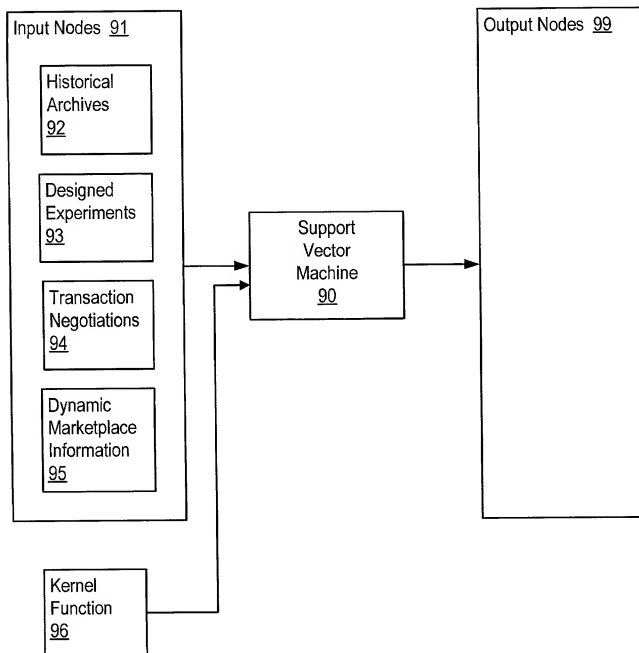 Input Nodes 91
Historical
Archives
92
Designed
Experiments
93
Transaction
Negotiations
94
Dynamic
Marketplace
Information
95
Kernel
Function
96
Support
Vector
Machine
90
Output Nodes 99